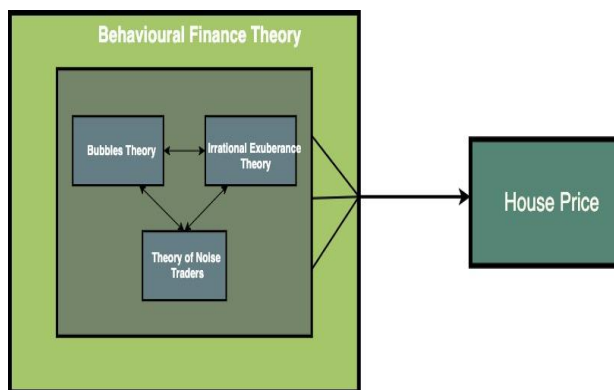 Behavioural Finance Theory
Bubbles Theory
Irrational Exuberance
Theory
Theory of Noise
Traders
House Price